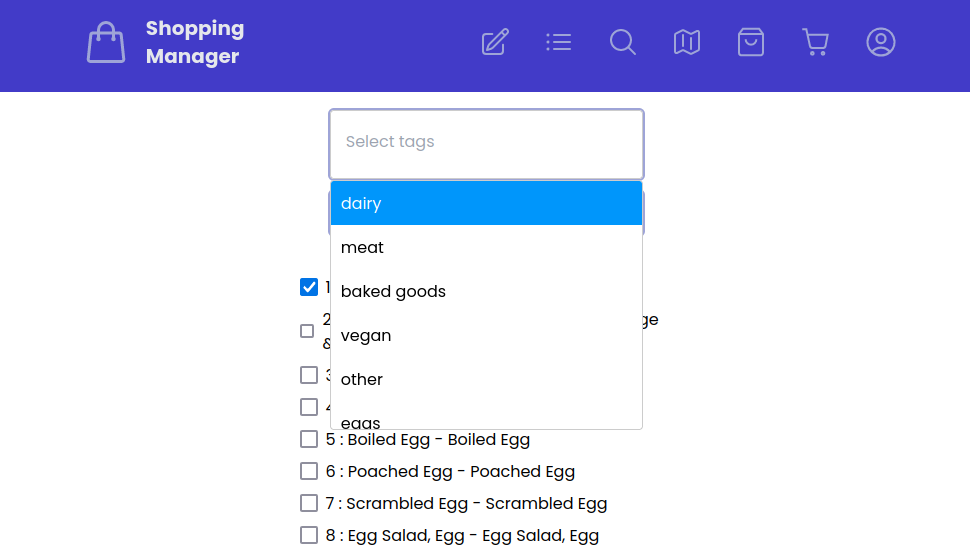 Shopping
Manager
Select tags
dairy
meat
baked goods
vegan
other
eggs
1
2
ge
&
3
4
5 : Boiled Egg - Boiled Egg
6 : Poached Egg - Poached Egg
7 : Scrambled Egg - Scrambled Egg
8 : Egg Salad, Egg - Egg Salad, Egg